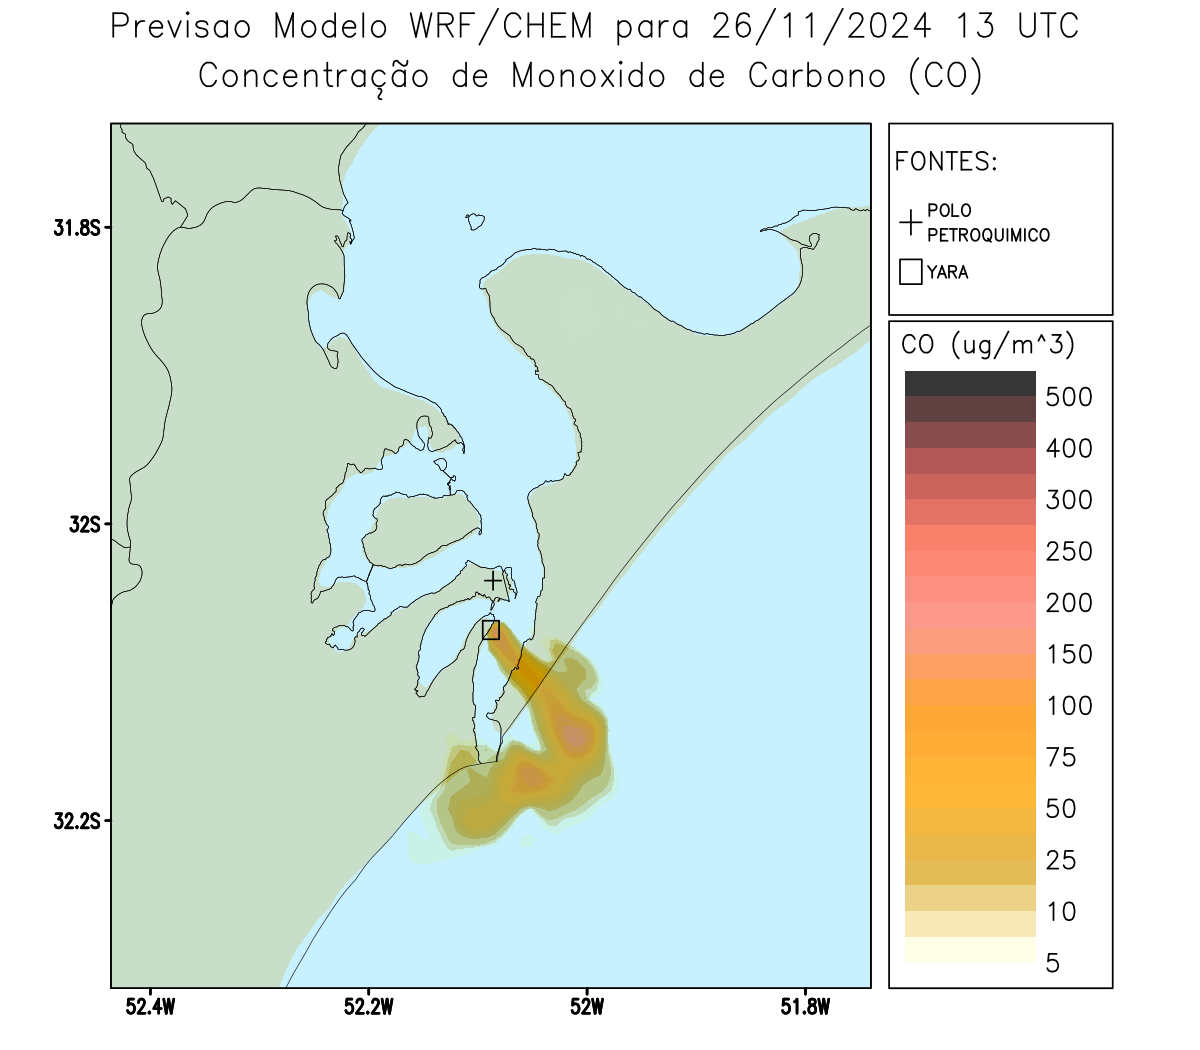 Previsao Modelo WRF/CHEM para 26/11/2024 13 UTC
Concentração de Monoxido de Carbono (CO)
FONTES:
POLO
PETROQUIMICO
YARA
CO (ug/m^3)
500
400
300
250
200
150
100
75
50
25
10
5
31.8S
32S
32.2S
52.4W
52.2W
52W
51.8W